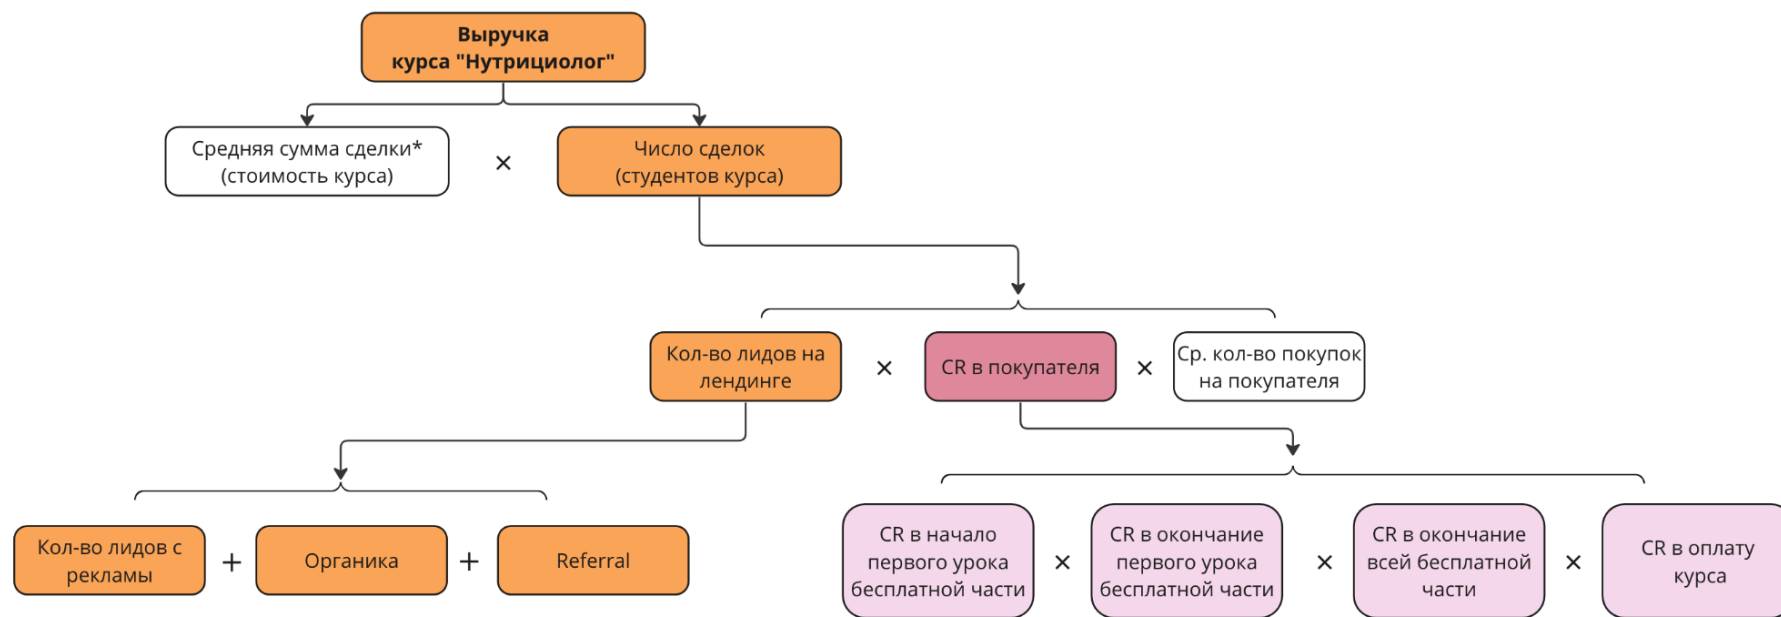 Выручка
курса "Нутрициолог"
Средняя сумма сделки*
(стоимость курса)
×
Число сделок
(студентов курса)
Кол-во лидов на
лендинге
×
CR в покупателя
×
Ср. кол-во покупок
на покупателя
Кол-во лидов с
рекламы
+
Органика
+
Referral
CR в начало
первого урока
бесплатной части
×
CR в окончание
первого урока
бесплатной части
×
CR в окончание
всей бесплатной
части
×
CR в оплату
курса